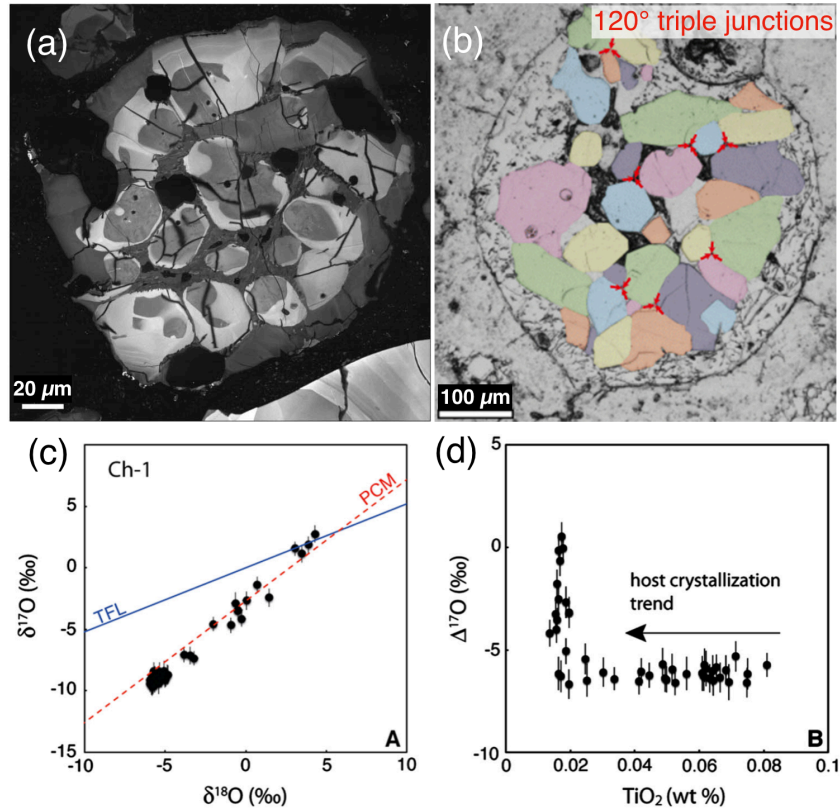 (a)
20 µm
(b)
120° triple junctions
100 µm
(c)
Ch-1
PCM
TFL
δ¹⁷O (‰)
5
0
-5
-10
-15
-10
-5
0
5
10
A
δ¹⁸O (‰)
(d)
Δ¹⁷O (‰)
5
0
-5
-10
host crystallization
trend
0
0.02
0.04
0.06
0.08
0.1
B
TiO₂ (wt %)